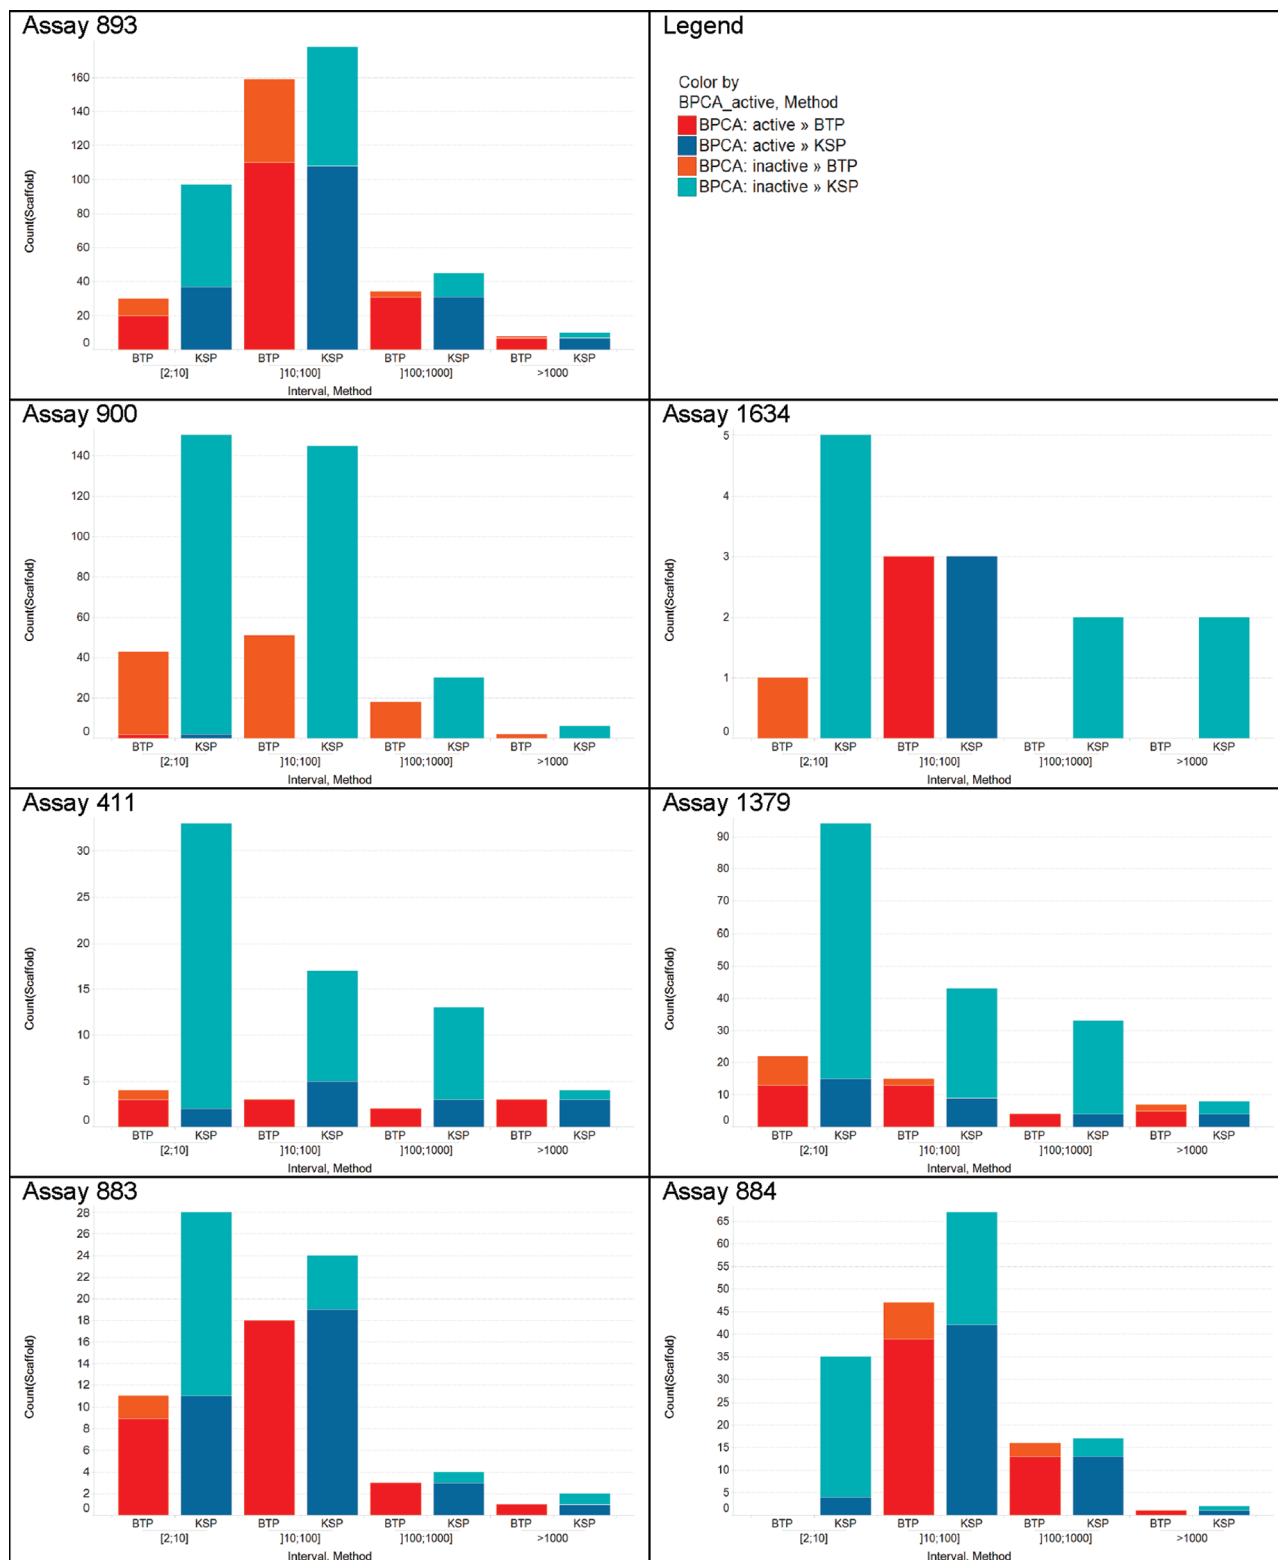 Assay 893
160
140
120
100
80
60
40
20
0
Count(Scaffold)
BTP KSP BTP KSP BTP KSP BTP KSP
[2;10] ]10;100] ]100;1000] >1000
Interval, Method
Legend
Color by
BPCA_active, Method
BPCA: active » BTP
BPCA: active » KSP
BPCA: inactive » BTP
BPCA: inactive » KSP
Assay 900
140
120
100
80
60
40
20
0
Count(Scaffold)
BTP KSP BTP KSP BTP KSP BTP KSP
[2;10] ]10;100] ]100;1000] >1000
Interval, Method
Assay 1634
5
4
3
2
1
0
Count(Scaffold)
BTP KSP BTP KSP BTP KSP BTP KSP
[2;10] ]10;100] ]100;1000] >1000
Interval, Method
Assay 411
30
25
20
15
10
5
0
Count(Scaffold)
BTP KSP BTP KSP BTP KSP BTP KSP
[2;10] ]10;100] ]100;1000] >1000
Interval, Method
Assay 1379
90
80
70
60
50
40
30
20
10
0
Count(Scaffold)
BTP KSP BTP KSP BTP KSP BTP KSP
[2;10] ]10;100] ]100;1000] >1000
Interval, Method
Assay 883
28
26
24
22
20
18
16
14
12
10
8
6
4
2
0
Count(Scaffold)
BTP KSP BTP KSP BTP KSP BTP KSP
[2;10] ]10;100] ]100;1000] >1000
Interval, Method
Assay 884
65
60
55
50
45
40
35
30
25
20
15
10
5
0
Count(Scaffold)
BTP KSP BTP KSP BTP KSP BTP KSP
[2;10] ]10;100] ]100;1000] >1000
Interval, Method